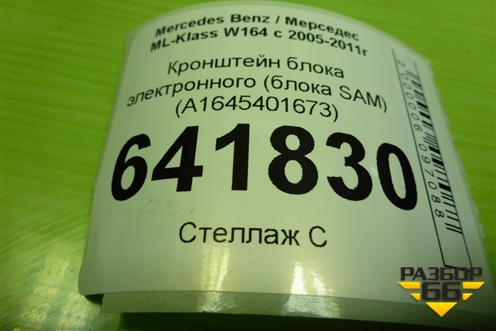 Mercedes Benz / Мерседес
ML-Klass W164 с 2005-2011г
Кронштейн блока
электронного (блока SAM)
(A1645401673)
641830
Стеллаж С
РАЗБОР
66